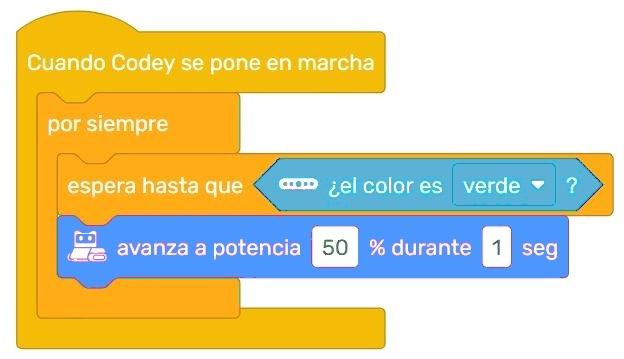 Cuando Codey se pone en marcha
por siempre
espera hasta que ¿el color es verde ?
avanza a potencia 50 % durante 1 seg